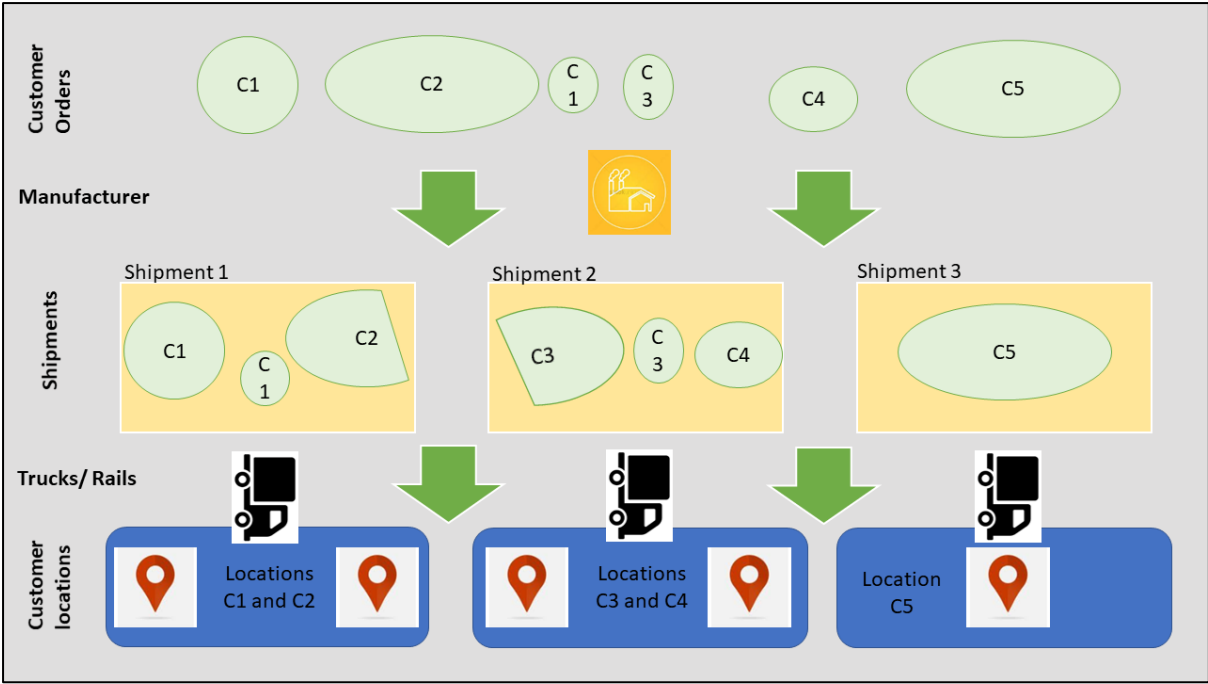 Customer
Orders
C1
C2
C
1
C
3
C4
C5
Manufacturer
Shipments
Shipment 1
C1
C
1
C2
Shipment 2
C3
C
3
C4
Shipment 3
C5
Trucks/ Rails
Customer
locations
Locations
C1 and C2
Locations
C3 and C4
Location
C5